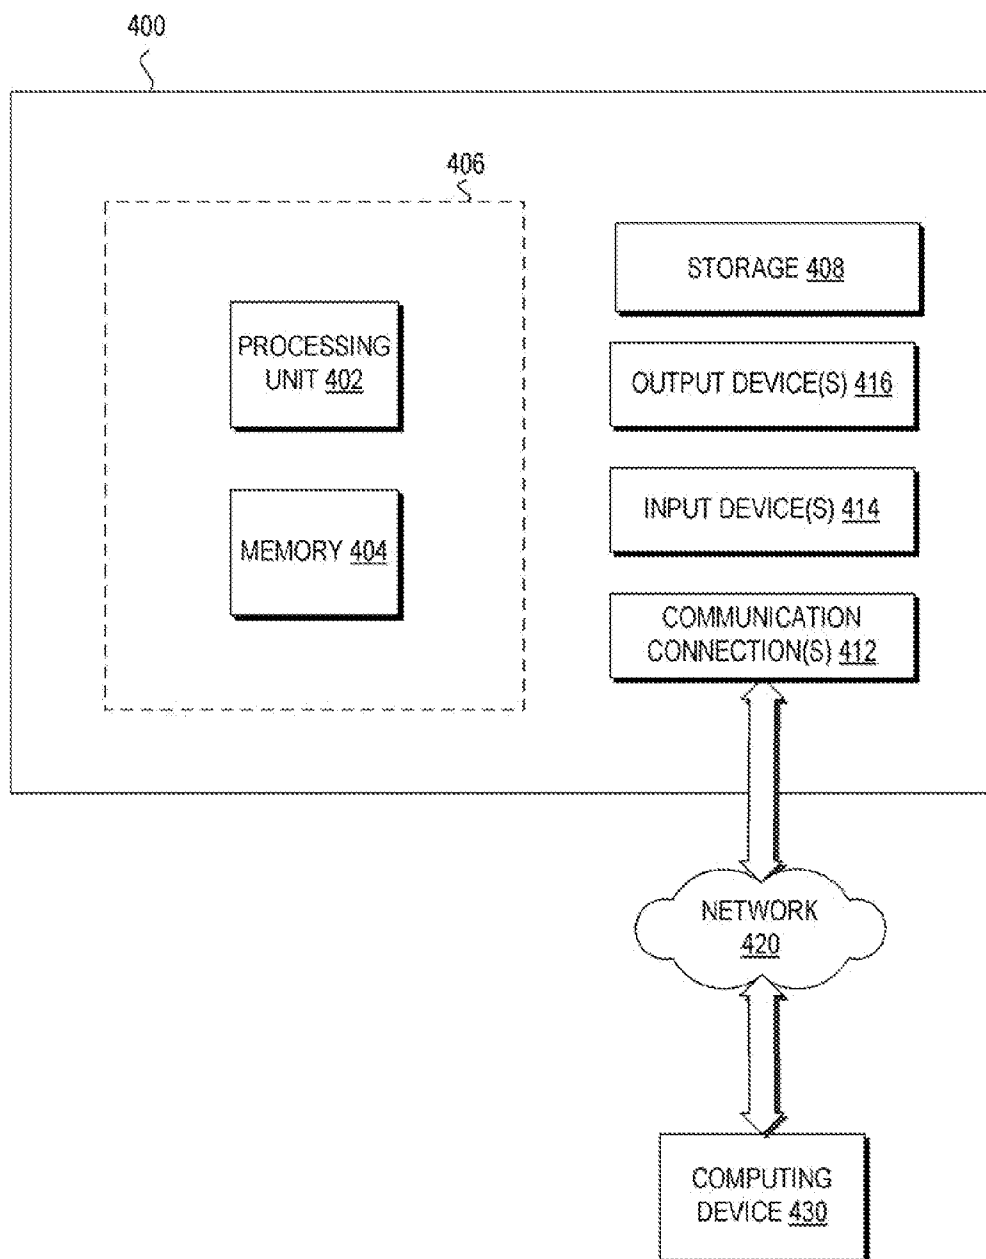 400
406
PROCESSING
UNIT 402
MEMORY 404
STORAGE 408
OUTPUT DEVICE(S) 416
INPUT DEVICE(S) 414
COMMUNICATION
CONNECTION(S) 412
NETWORK
420
COMPUTING
DEVICE 430